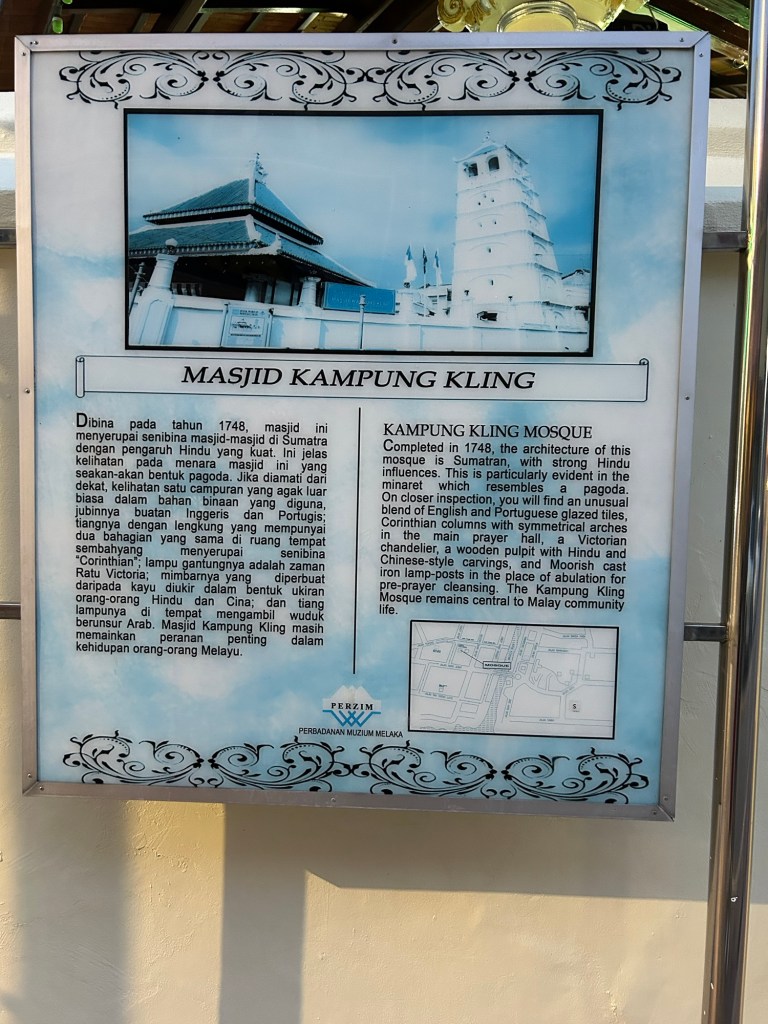 MASJID KAMPUNG KLING
Dibina pada tahun 1748, masjid ini
menyerupai senibina masjid-masjid di Sumatra
dengan pengaruh Hindu yang kuat. Ini jelas
kelihatan pada menara masjid ini yang
seakan-akan bentuk pagoda. Jika diamati dari
dekat, kelihatan satu campuran yang agak luar
biasa dalam bahan binaan yang diguna,
jubinnya buatan Inggeris dan Portugis;
tiangnya dengan lengkung yang mempunyai
dua bahagian yang sama di ruang tempat
sembahyang menyerupai senibina
"Corinthian"; lampu gantungnya adalah zaman
Ratu Victoria; mimbarnya yang diperbuat
daripada kayu diukir dalam bentuk ukiran
orang-orang Hindu dan Cina; dan tiang
lampunya di tempat mengambil wuduk
berunsur Arab. Masjid Kampung Kling masih
memainkan peranan penting dalam
kehidupan orang-orang Melayu.
KAMPUNG KLING MOSQUE
Completed in 1748, the architecture of this
mosque is Sumatran, with strong Hindu
influences. This is particularly evident in the
minaret which resembles a pagoda.
On closer inspection, you will find an unusual
blend of English and Portuguese glazed tiles,
Corinthian columns with symmetrical arches
in the main prayer hall, a Victorian
chandelier, a wooden pulpit with Hindu and
Chinese-style carvings, and Moorish cast
iron lamp-posts in the place of abulation for
pre-prayer cleansing. The Kampung Kling
Mosque remains central to Malay community
life.
MOSQUE
S
PERZIM
PERBADANAN MUZIUM MELAKA